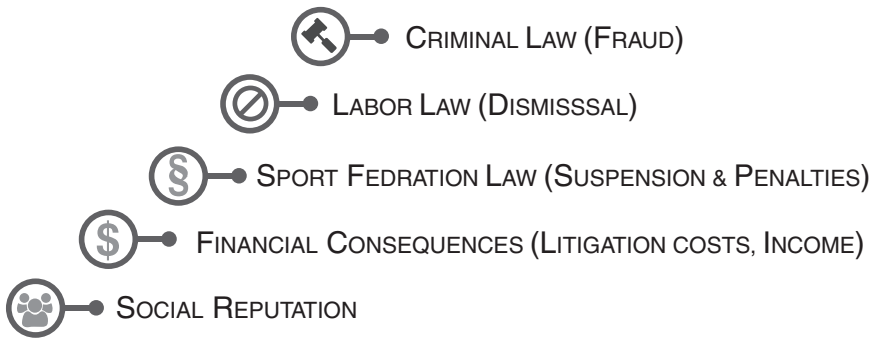 CRIMINAL LAW (FRAUD)
LABOR LAW (DISMISSSAL)
§ SPORT FEDRATION LAW (SUSPENSION & PENALTIES)
$ FINANCIAL CONSEQUENCES (LITIGATION COSTS, INCOME)
SOCIAL REPUTATION